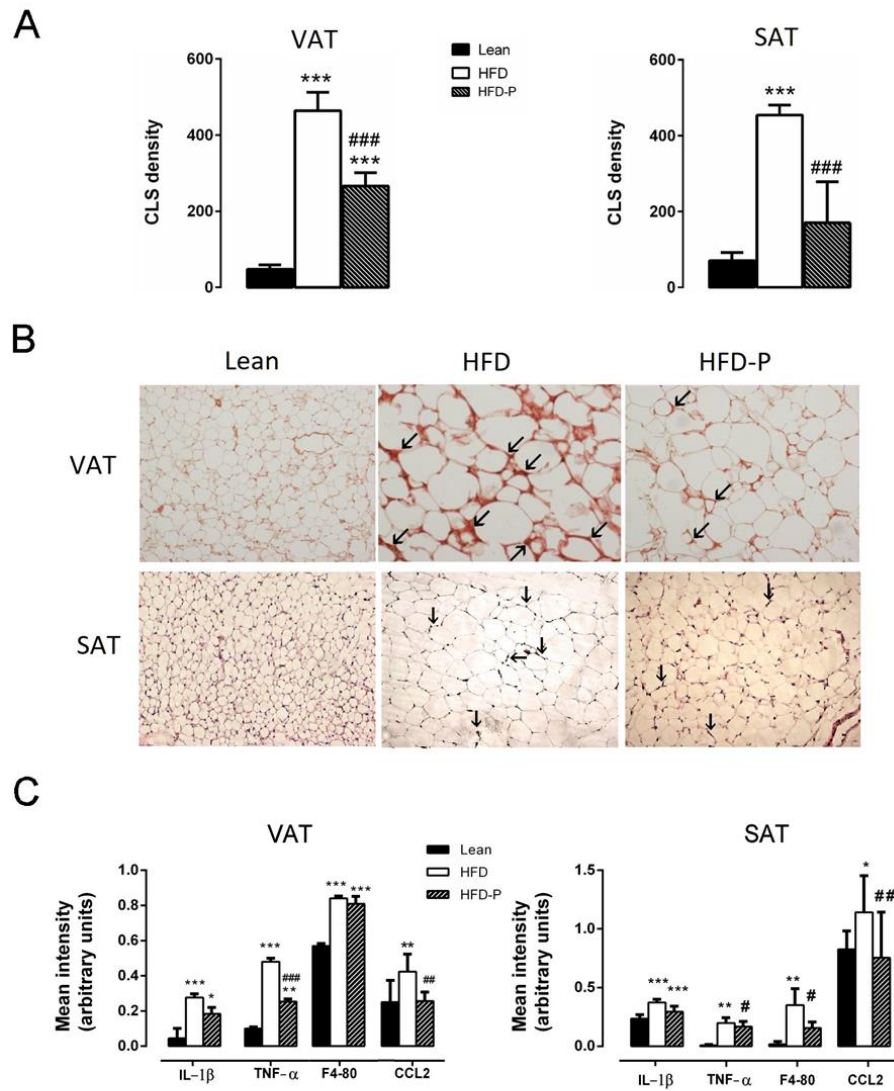 A
VAT
SAT
Lean
HFD
HFD-P
CLS density
600
400
200
0
***
###
***
CLS density
600
400
200
0
***
###
B
Lean HFD HFD-P
VAT
SAT
C
VAT
SAT
Lean
HFD
HFD-P
Mean intensity
(arbitrary units)
1.0
0.8
0.6
0.4
0.2
0.0
*** *
*** ### **
*** ***
** ##
IL-1β TNF-α F4-80 CCL2
Mean intensity
(arbitrary units)
1.5
1.0
0.5
0.0
*** ***
** #
** #
* ##
IL-1β TNF-α F4-80 CCL2